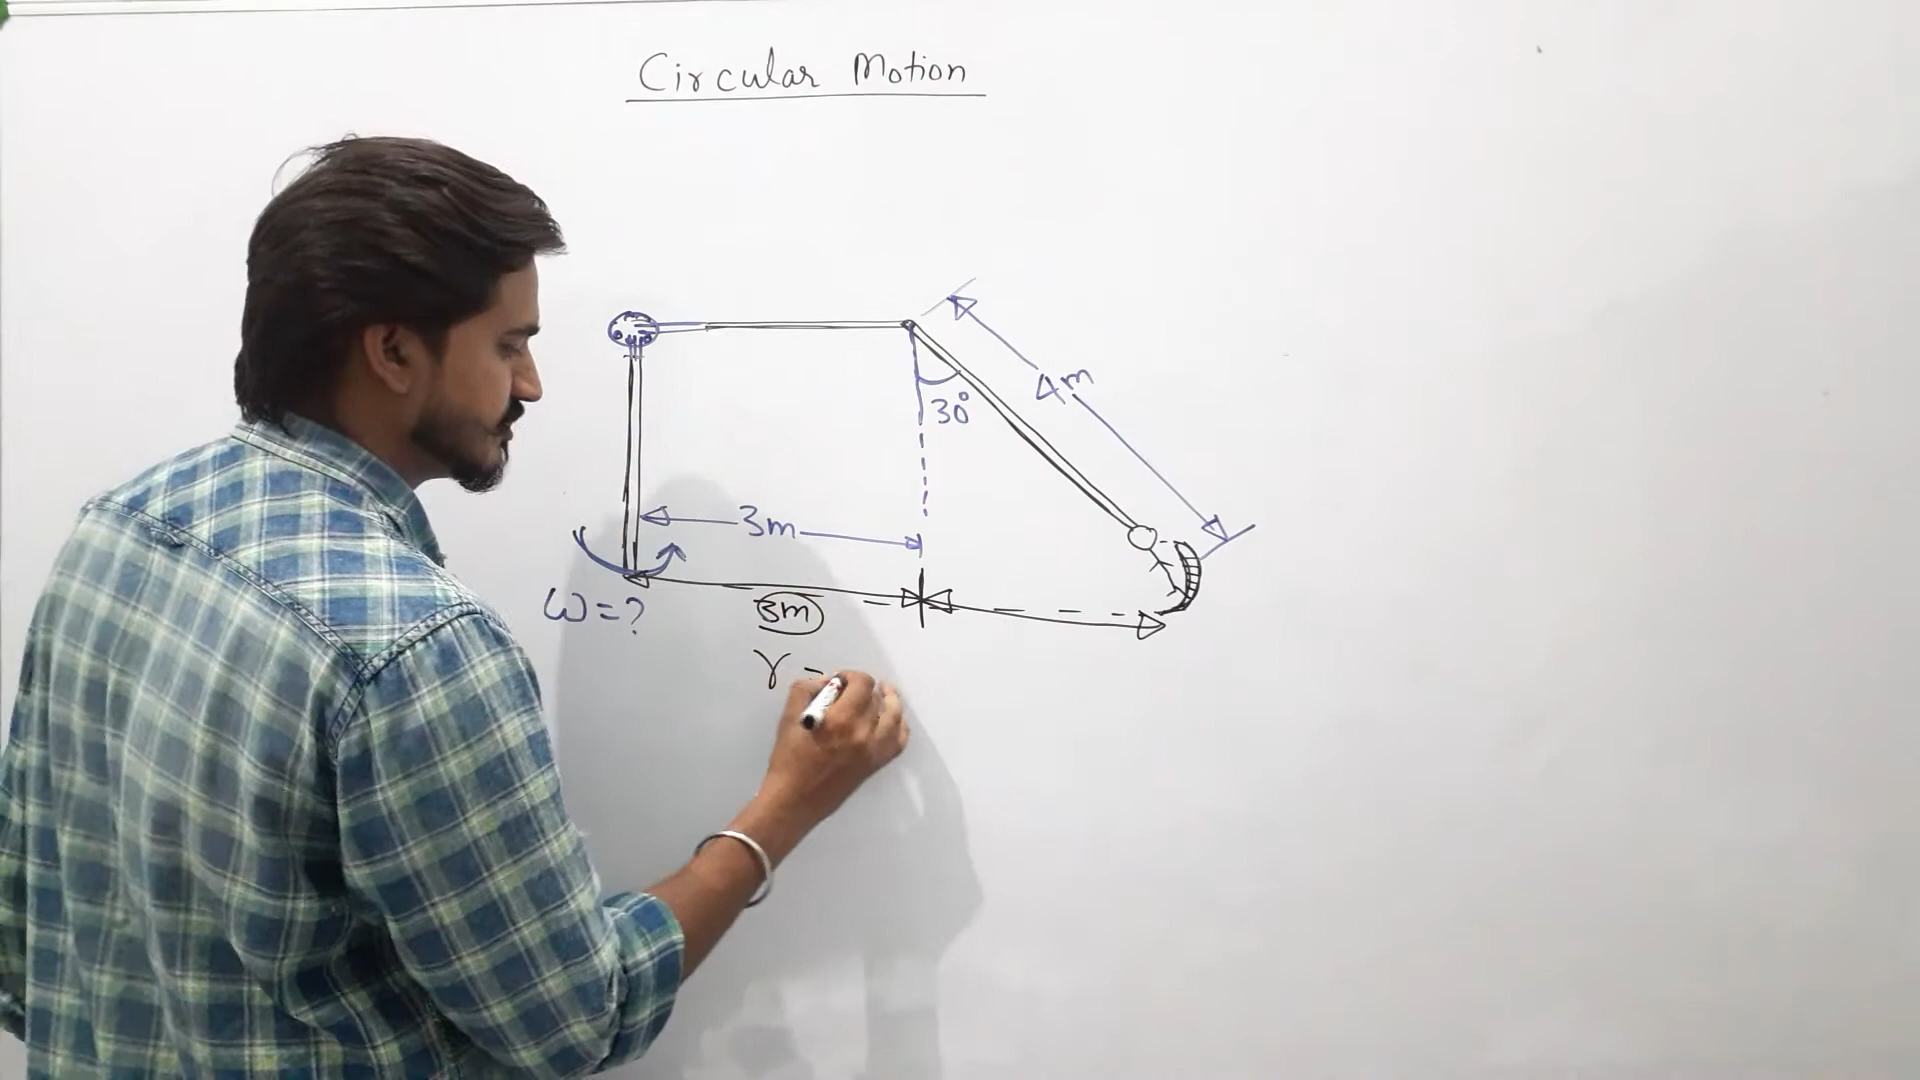 Circular Motion
4m
30°
3m
ω=?
3m
r =